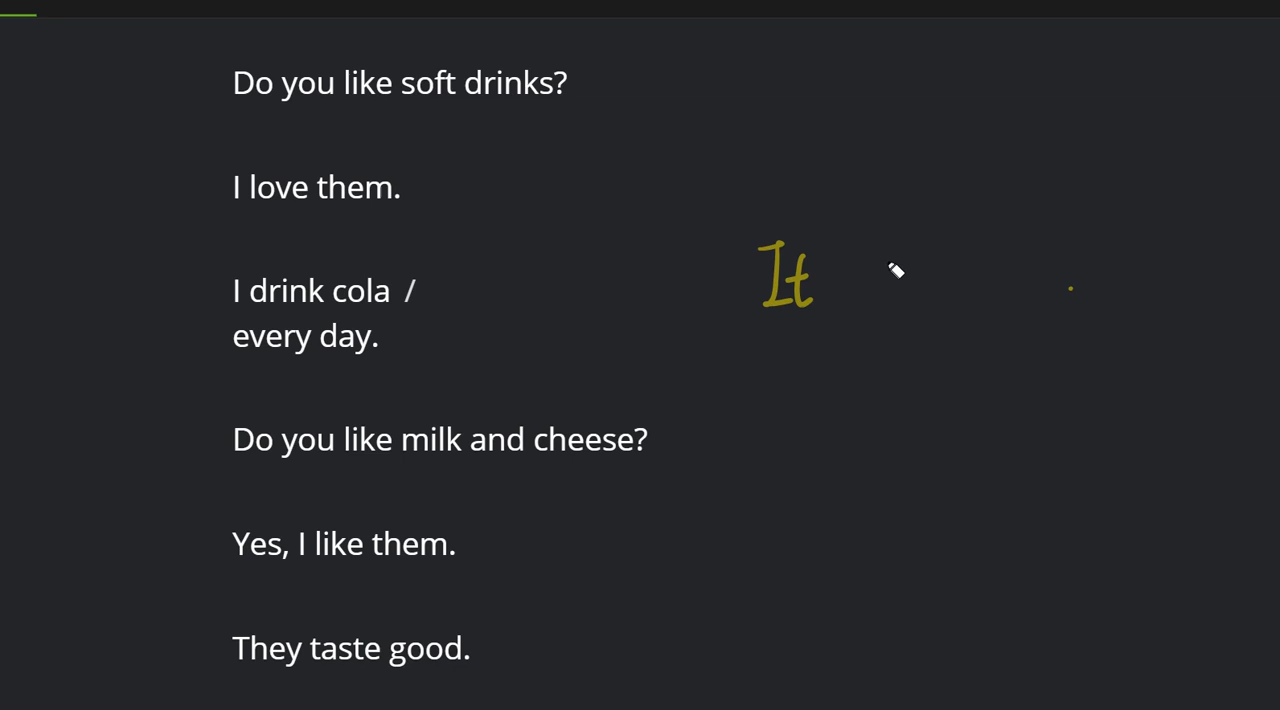 Do you like soft drinks?
I love them.
I drink cola /
every day.
It
Do you like milk and cheese?
Yes, I like them.
They taste good.